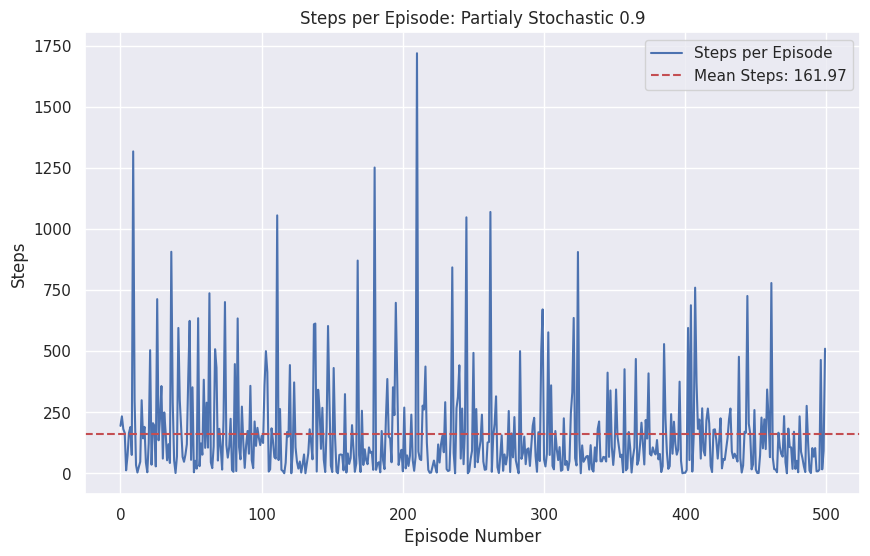 Steps per Episode: Partialy Stochastic 0.9
Steps per Episode
Mean Steps: 161.97
1750
1500
1250
1000
750
500
250
0
Steps
0 100 200 300 400 500
Episode Number